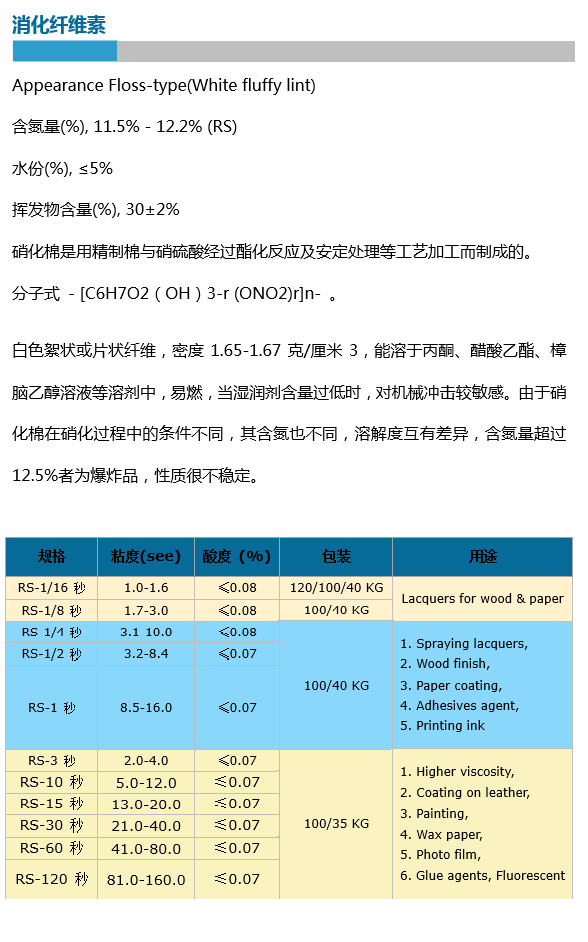 消化纤维素
Appearance Floss-type(White fluffy lint)
含氮量(%), 11.5% - 12.2% (RS)
水份(%), ≤5%
挥发物含量(%), 30±2%
硝化棉是用精制棉与硝硫酸经过酯化反应及安定处理等工艺加工而制成的。
分子式 - [C6H7O2（OH）3-r (ONO2)r]n- 。
白色絮状或片状纤维，密度 1.65-1.67 克/厘米 3，能溶于丙酮、醋酸乙酯、樟
脑乙醇溶液等溶剂中，易燃，当湿润剂含量过低时，对机械冲击较敏感。由于硝
化棉在硝化过程中的条件不同，其含氮也不同，溶解度互有差异，含氮量超过
12.5%者为爆炸品，性质很不稳定。
规格 粘度(see) 酸度（%） 包装 用途
RS-1/16 秒 1.0-1.6 ≤0.08 120/100/40 KG Lacquers for wood & paper
RS-1/8 秒 1.7-3.0 ≤0.08 100/40 KG
RS-1/4 秒 3.1-10.0 ≤0.08 100/40 KG 1. Spraying lacquers,
RS-1/2 秒 3.2-8.4 ≤0.07 2. Wood finish,
3. Paper coating,
RS-1 秒 8.5-16.0 ≤0.07 4. Adhesives agent,
5. Printing ink
RS-3 秒 2.0-4.0 ≤0.07 100/35 KG 1. Higher viscosity,
RS-10 秒 5.0-12.0 ≤0.07 2. Coating on leather,
RS-15 秒 13.0-20.0 ≤0.07 3. Painting,
RS-30 秒 21.0-40.0 ≤0.07 4. Wax paper,
RS-60 秒 41.0-80.0 ≤0.07 5. Photo film,
RS-120 秒 81.0-160.0 ≤0.07 6. Glue agents, Fluorescent